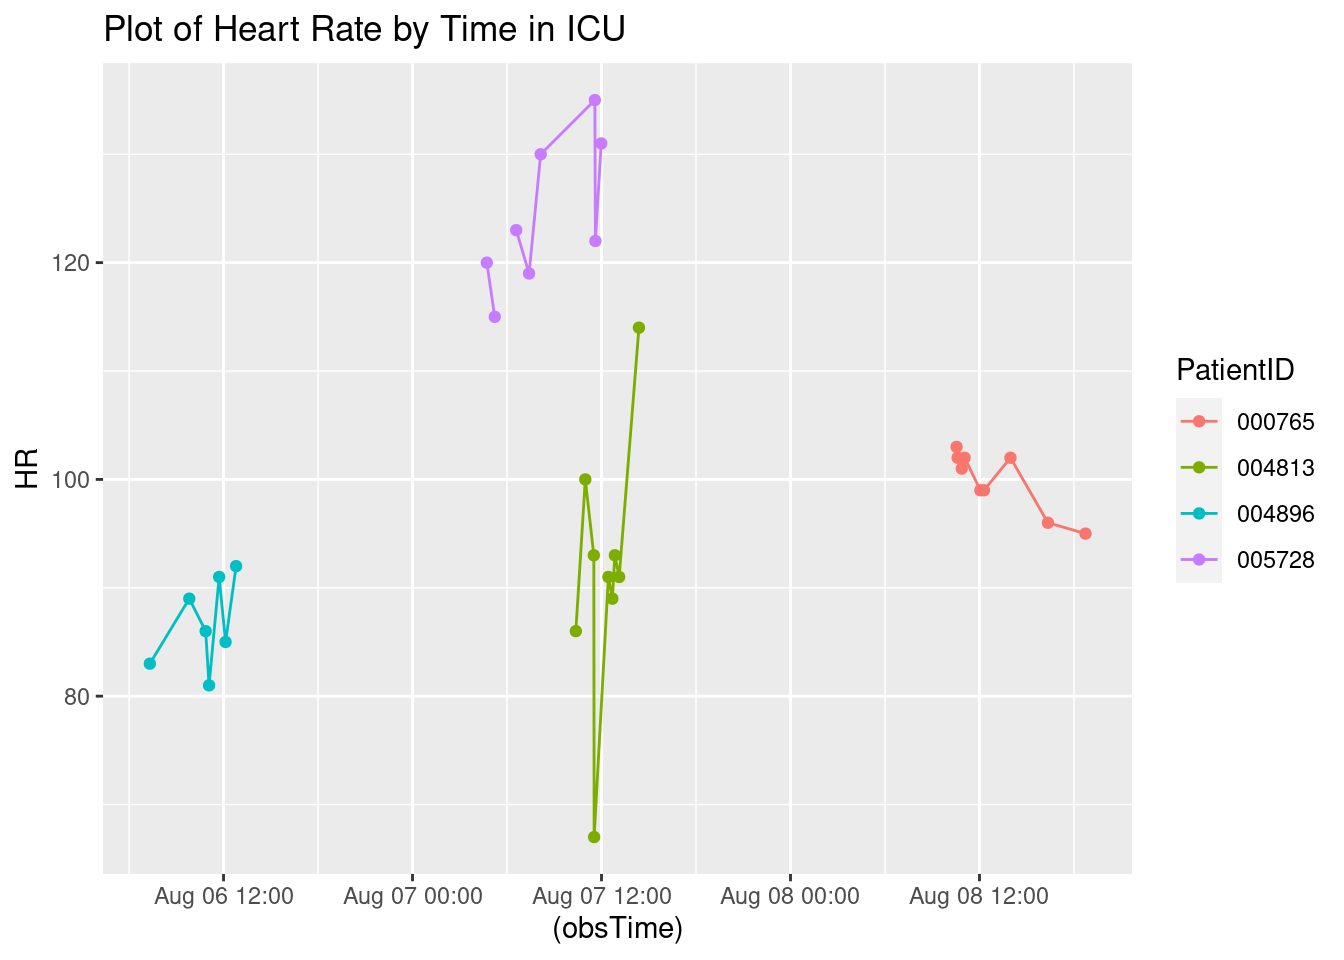 Plot of Heart Rate by Time in ICU
HR
120
100
80
Aug 06 12:00 Aug 07 00:00 Aug 07 12:00 Aug 08 00:00 Aug 08 12:00
(obsTime)
PatientID
000765
004813
004896
005728